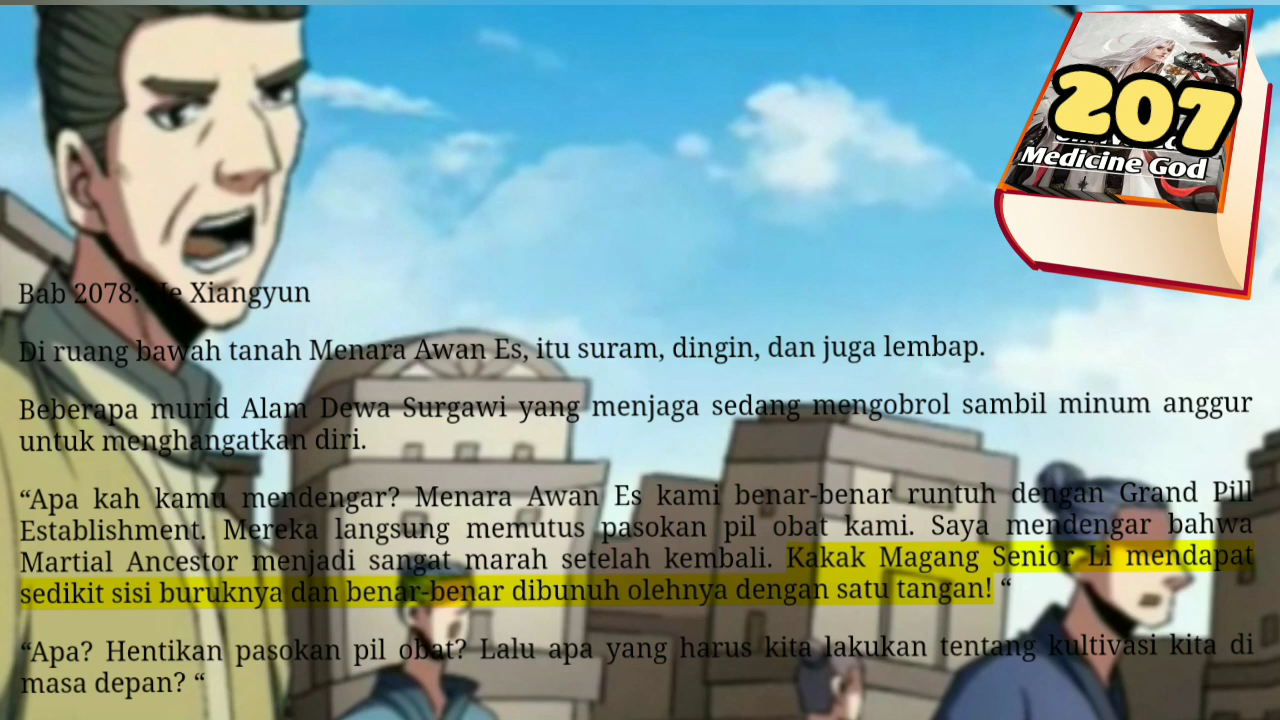 207
Medicine God
Bab 2078: He Xiangyun
Di ruang bawah tanah Menara Awan Es, itu suram, dingin, dan juga lembap.
Beberapa murid Alam Dewa Surgawi yang menjaga sedang mengobrol sambil minum anggur
untuk menghangatkan diri.
“Apa kah kamu mendengar? Menara Awan Es kami benar-benar runtuh dengan Grand Pill
Establishment. Mereka langsung memutus pasokan pil obat kami. Saya mendengar bahwa
Martial Ancestor menjadi sangat marah setelah kembali. Kakak Magang Senior Li mendapat
sedikit sisi buruknya dan benar-benar dibunuh olehnya dengan satu tangan! “
“Apa? Hentikan pasokan pil obat? Lalu apa yang harus kita lakukan tentang kultivasi kita di
masa depan? “